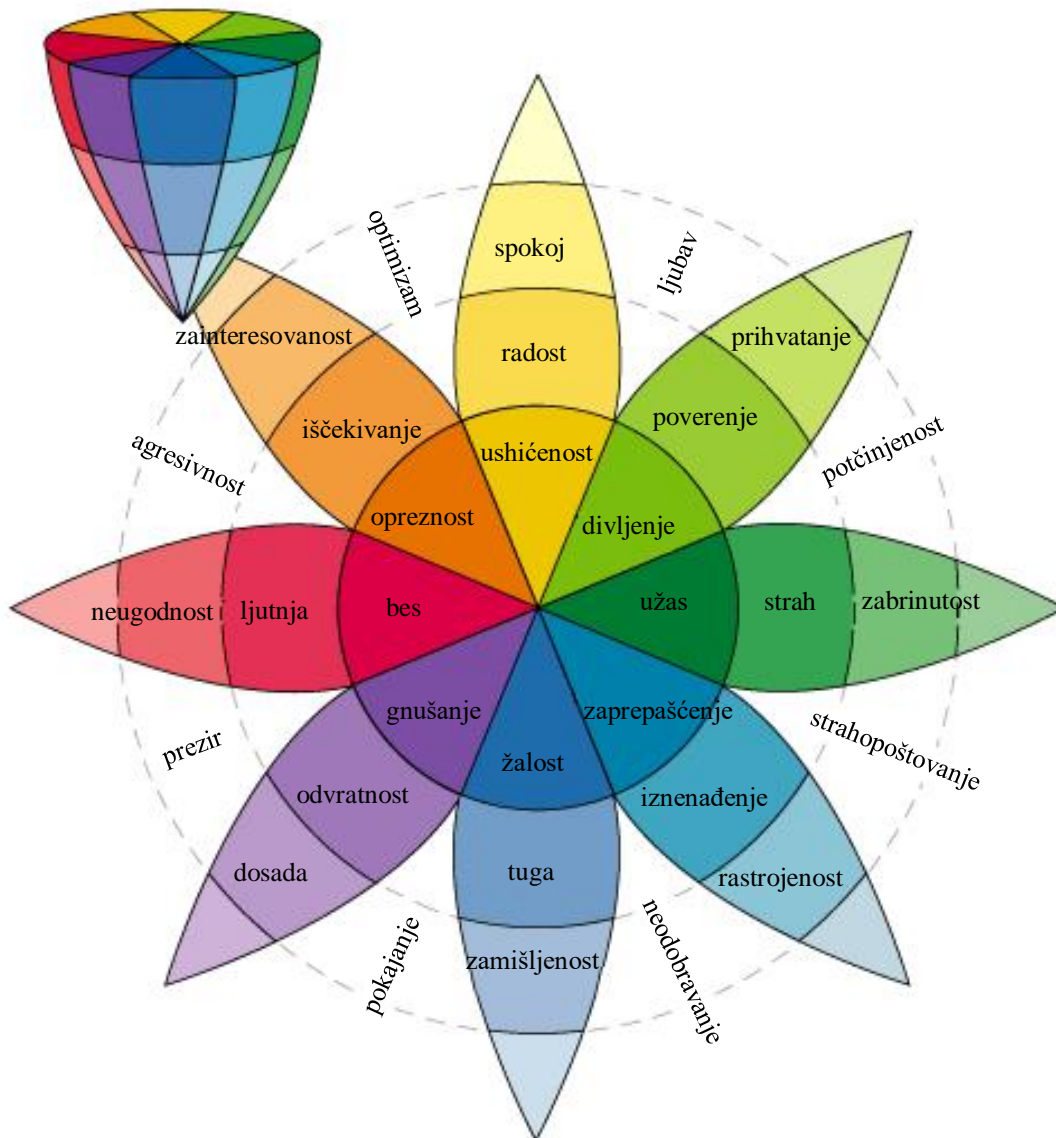 optimizam
spokoj
ljubav
zainteresovanost
prihvatanje
radost
iščekivanje
poverenje
agresivnost
ushićenost
potčinjenost
opreznost
divljenje
neugodnost
ljutnja
bes
užas
strah
zabrinutost
gnušanje
zaprepašćenje
prezir
žalost
strahopoštovanje
odvratnost
iznenađenje
dosada
tuga
rastrojenost
pokajanje
zamišljenost
neodobravanje